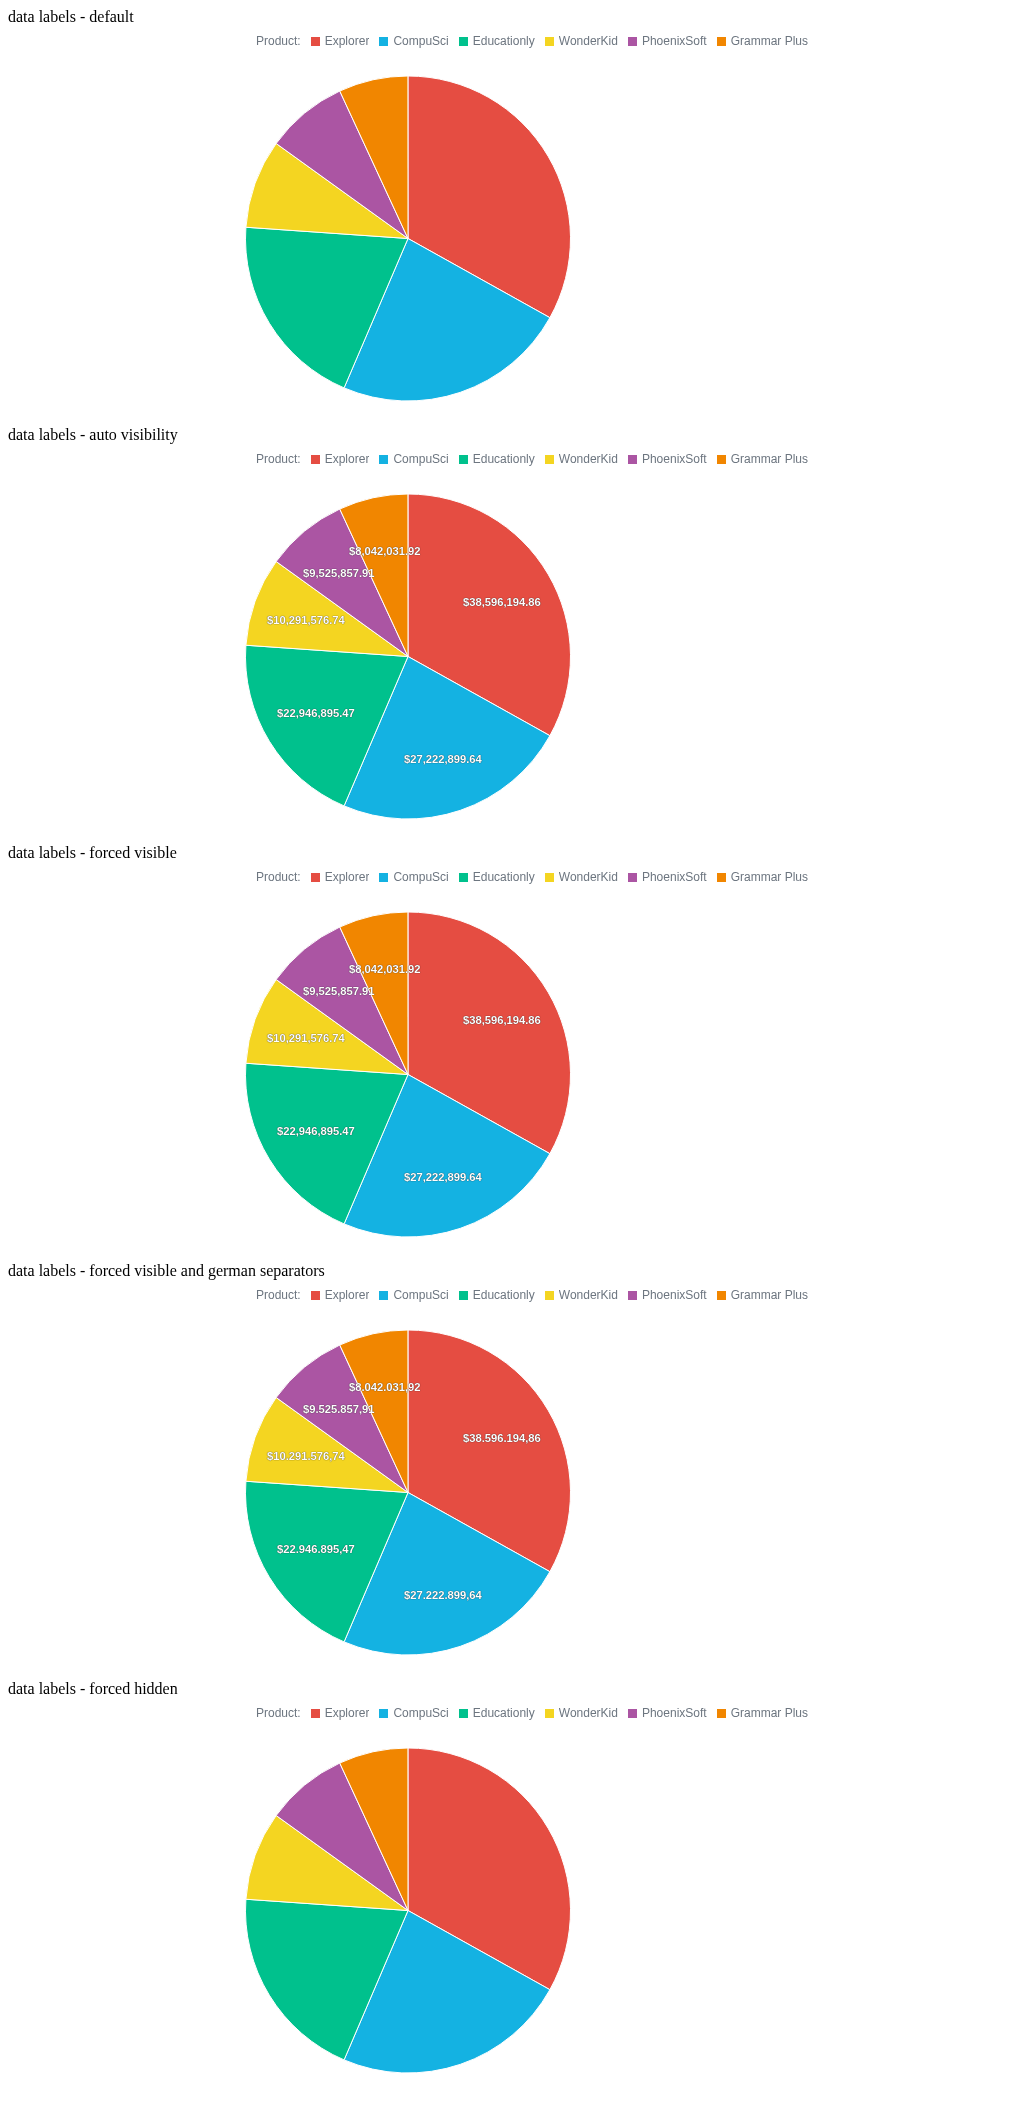 data labels - default
Product: Explorer CompuSci Educationly WonderKid PhoenixSoft Grammar Plus
data labels - auto visibility
Product: Explorer CompuSci Educationly WonderKid PhoenixSoft Grammar Plus
$8,042,031.92
$9,525,857.91
$38,596,194.86
$10,291,576.74
$22,946,895.47
$27,222,899.64
data labels - forced visible
Product: Explorer CompuSci Educationly WonderKid PhoenixSoft Grammar Plus
$8,042,031.92
$9,525,857.91
$38,596,194.86
$10,291,576.74
$22,946,895.47
$27,222,899.64
data labels - forced visible and german separators
Product: Explorer CompuSci Educationly WonderKid PhoenixSoft Grammar Plus
$8.042.031,92
$9.525.857,91
$38.596.194,86
$10.291.576,74
$22.946.895,47
$27.222.899,64
data labels - forced hidden
Product: Explorer CompuSci Educationly WonderKid PhoenixSoft Grammar Plus